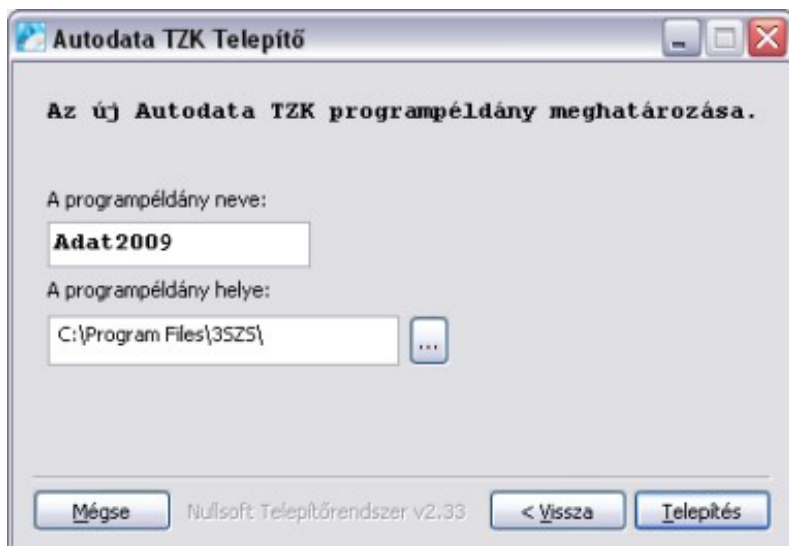 Autodata TZK Telepítő
Az új Autodata TZK programpéldány meghatározása.
A programpéldány neve:
Adat2009
A programpéldány helye:
C:\Program Files\3SZS\
...
Mégse
Nullsoft Telepítőrendszer v2.33
< Vissza
Telepítés